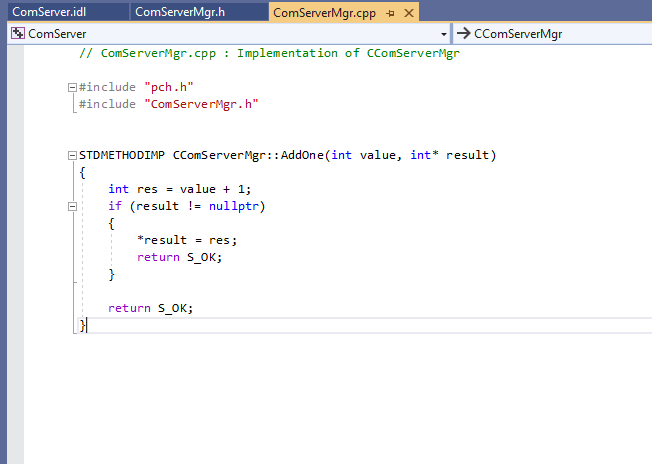 ComServer.idl ComServerMgr.h ComServerMgr.cpp
ComServer CComServerMgr
// ComServerMgr.cpp : Implementation of CComServerMgr
#include "pch.h"
#include "ComServerMgr.h"
STDMETHODIMP CComServerMgr::AddOne(int value, int* result)
{
int res = value + 1;
if (result != nullptr)
{
*result = res;
return S_OK;
}
return S_OK;
}